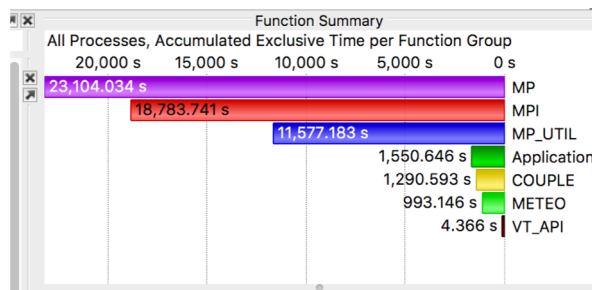 Function Summary
All Processes, Accumulated Exclusive Time per Function Group
20,000 s 15,000 s 10,000 s 5,000 s 0 s
23,104.034 s MP
18,783.741 s MPI
11,577.183 s MP_UTIL
1,550.646 s Application
1,290.593 s COUPLE
993.146 s METEO
4.366 s VT_API